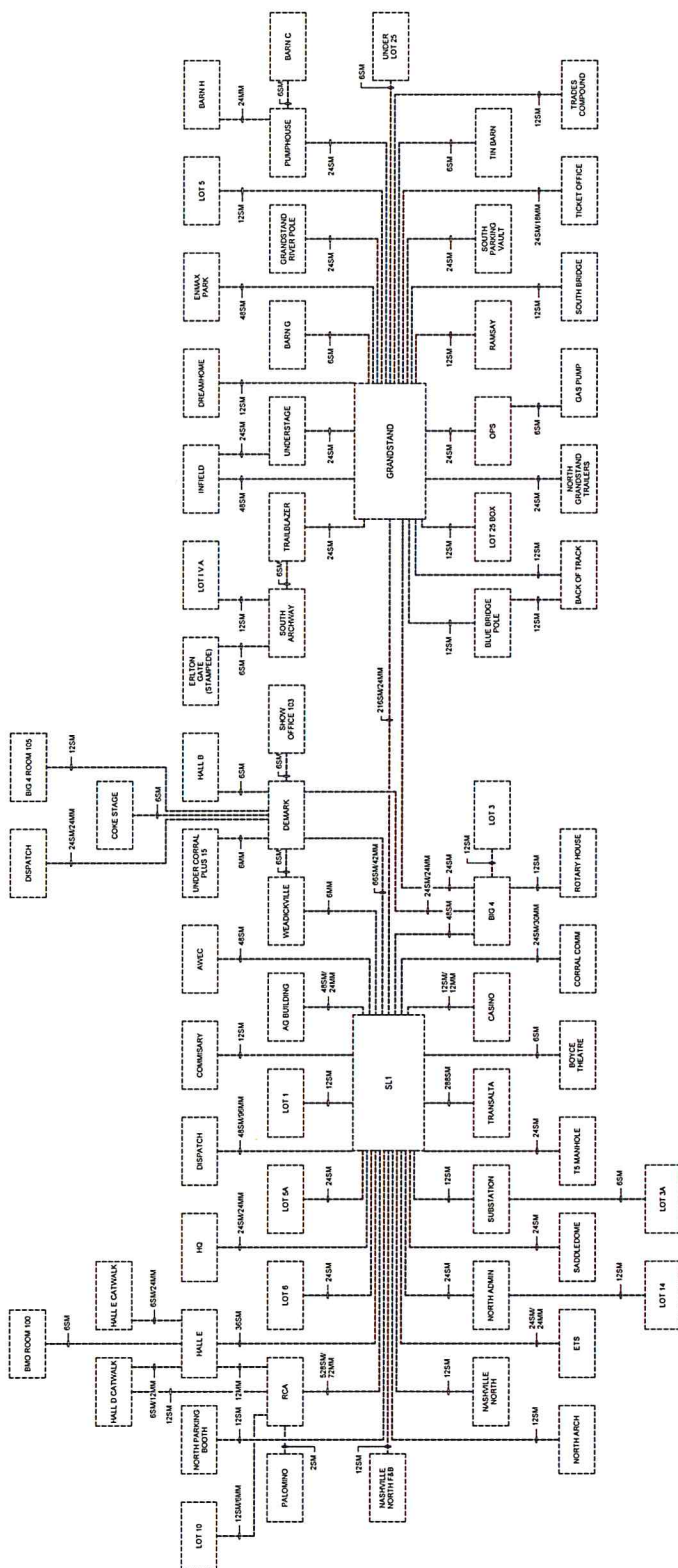 BMO ROOM 100
6SM
DISPATCH
24SM/24MM
BIG 4 ROOM 105
12SM
COKE STAGE
6SM
HALL D CATWALK
6SM/12MM
12SM
HALL E CATWALK
6SM/24MM
LOT 10
12SM/6MM
NORTH PARKING
BOOTH
12SM
HALL E
36SM
12MM
HQ
24SM/24MM
DISPATCH
48SM/96MM
COMMISARY
12SM
AWEC
48SM
UNDER CORRAL
PLUS 15
6MM
HALL B
6SM
ERLTON
GATE
(STAMPEDE)
6SM
LOT I V.A
12SM
INFIELD
48SM
24SM
DREAMHOME
12SM
ENMAX
PARK
48SM
LOT 5
12SM
BARN H
24MM
PALOMINO
2SM
RCA
528SM/
72MM
LOT 6
24SM
LOT 5A
24SM
LOT 1
12SM
AG BUILDING
48SM/
24MM
WEADICKVILLE
6MM
6SM
DEMARK
6SM
SHOW
OFFICE 103
66SM/42MM
SOUTH
ARCHWAY
6SM
TRAILBLAZER
24SM
UNDERSTAGE
24SM
BARN G
6SM
GRANDSTAND
RIVER POLE
24SM
PUMPHOUSE
24SM
6SM
BARN C
NASHVILLE
NORTH F&B
12SM
SL1
216SM/24MM
GRANDSTAND
UNDER
LOT 25
6SM
NASHVILLE
NORTH
12SM
NORTH ADMIN
24SM
SUBSTATION
12SM
TRANSALTA
288SM
CASINO
12SM/
12MM
BIG 4
48SM
24SM/24MM
24SM
LOT 3
12SM
BLUE BRIDGE
POLE
12SM
LOT 25 BOX
12SM
OPS
24SM
RAMSAY
12SM
SOUTH
PARKING
VAULT
24SM
TIN BARN
6SM
NORTH ARCH
12SM
ETS
24SM/
24MM
SADDLEDOME
24SM
T5 MANHOLE
24SM
BOYCE
THEATRE
6SM
CORRAL COMM
24SM/30MM
ROTARY HOUSE
12SM
BACK OF TRACK
12SM
12SM
NORTH
GRANDSTAND
TRAILERS
24SM
GAS PUMP
6SM
SOUTH BRIDGE
12SM
TICKET OFFICE
24SM/16MM
TRADES
COMPOUND
12SM
LOT 14
12SM
LOT 3A
6SM